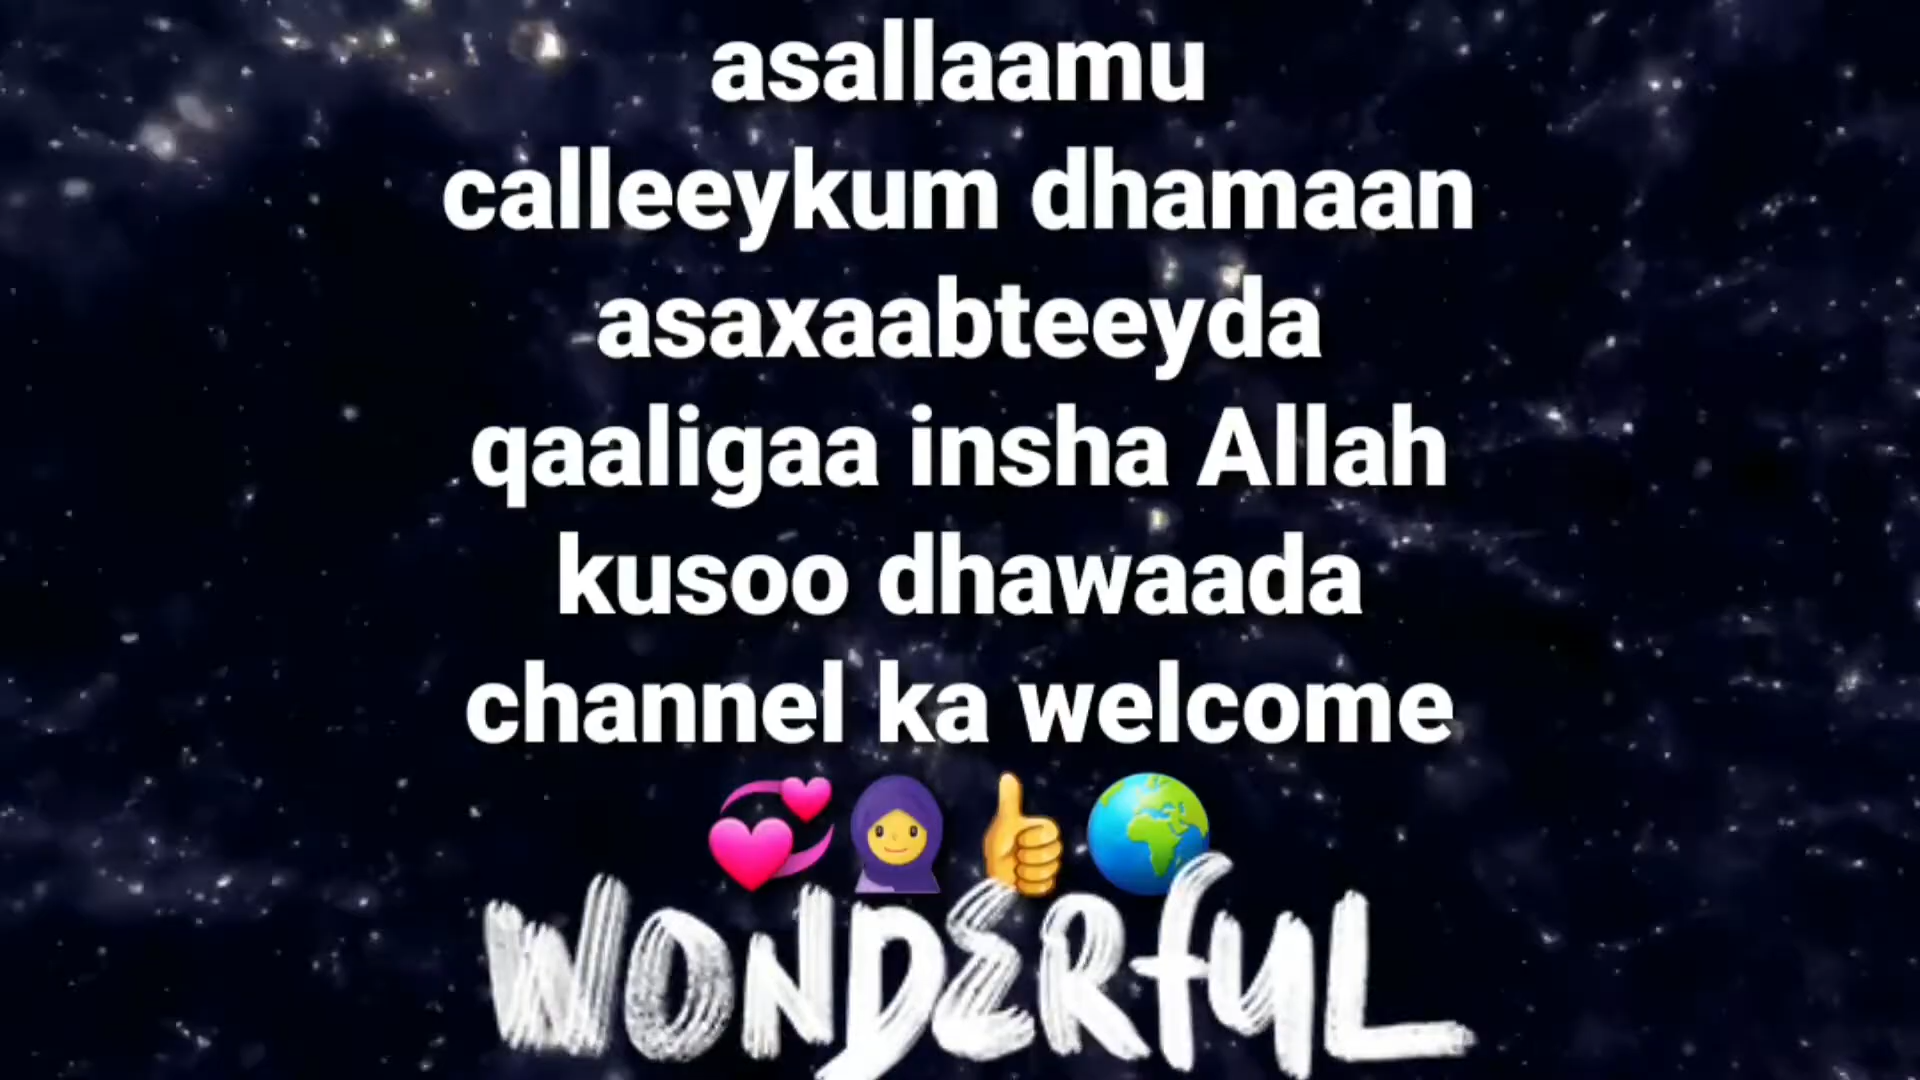 asallaamu
calleeykum dhamaan
asaxaabteeyda
qaaligaa insha Allah
kusoo dhawaada
channel ka welcome
💞🧕👍🌍
WONDERFUL